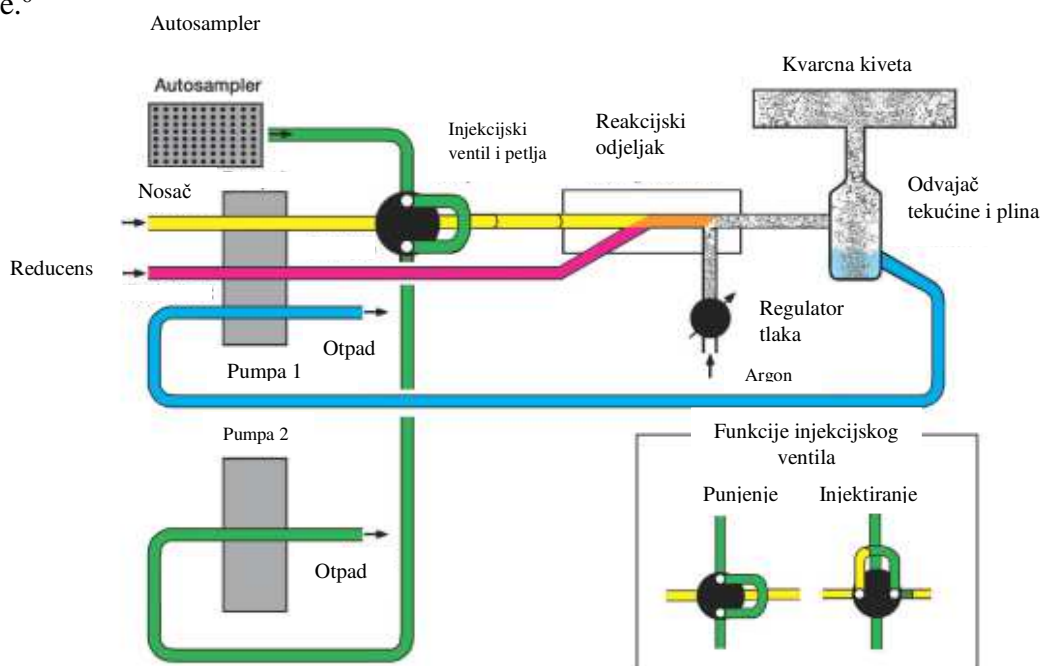 e.
Autosampler
Autosampler
Kvarcna kiveta
Injekcijski
ventil i petlja
Reakcijski
odjeljak
Nosač
Odvajač
tekućine i plina
Reducens
Regulator
tlaka
Otpad
Pumpa 1
Argon
Pumpa 2
Funkcije injekcijskog
ventila
Punjenje
Injektiranje
Otpad